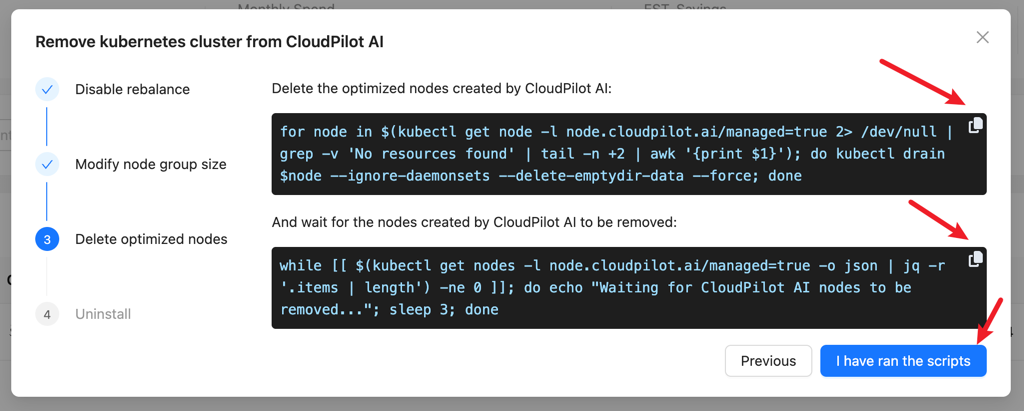 Monthly Spend
EST. Savings
Remove kubernetes cluster from CloudPilot AI
Disable rebalance
Modify node group size
3
Delete optimized nodes
4
Uninstall
Delete the optimized nodes created by CloudPilot AI:
for node in $(kubectl get node -l node.cloudpilot.ai/managed=true 2> /dev/null |
grep -v 'No resources found' | tail -n +2 | awk '{print $1}'); do kubectl drain
$node --ignore-daemonsets --delete-emptydir-data --force; done
And wait for the nodes created by CloudPilot AI to be removed:
while [[ $(kubectl get nodes -l node.cloudpilot.ai/managed=true -o json | jq -r
'.items | length') -ne 0 ]]; do echo "Waiting for CloudPilot AI nodes to be
removed..."; sleep 3; done
Previous
I have ran the scripts